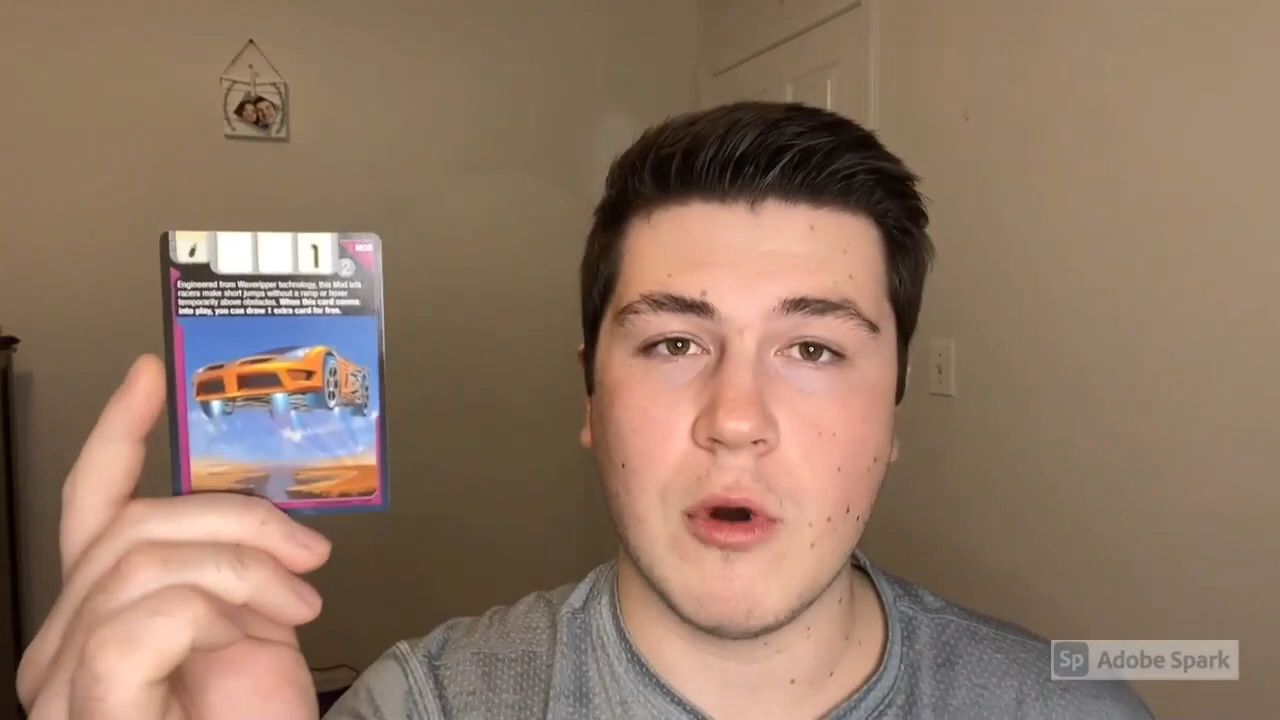 1
MOD
2
Engineered from Waveripper technology, this Mod lets
racers make short jumps without a ramp or hover
temporarily above obstacles. When this card comes
into play, you can draw 1 extra card for free.
Sp Adobe Spark